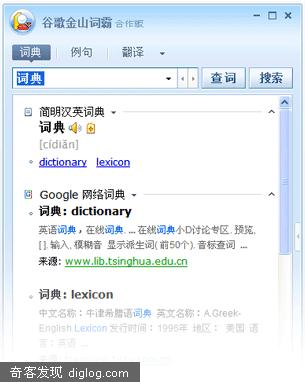 谷歌金山词霸 合作版
词典 例句 翻译
词典 查词 搜索
简明汉英词典
词典
[cídiǎn]
dictionary lexicon
Google 网络词典
词典: dictionary
英语词典，在线词典. ... 在线词典小D讨论专区. 预览,
[ ]. 输入, 模糊音 显示派生词( 前50个). 音标查词 ...
来源: www.lib.tsinghua.edu.cn
词典: lexicon
中文名称：牛津希腊语词典 英文名称：A.Greek-
English Lexicon 发行时间：1996年 地区： 美国 语
言：英语 ...
奇客发现 diglog.com